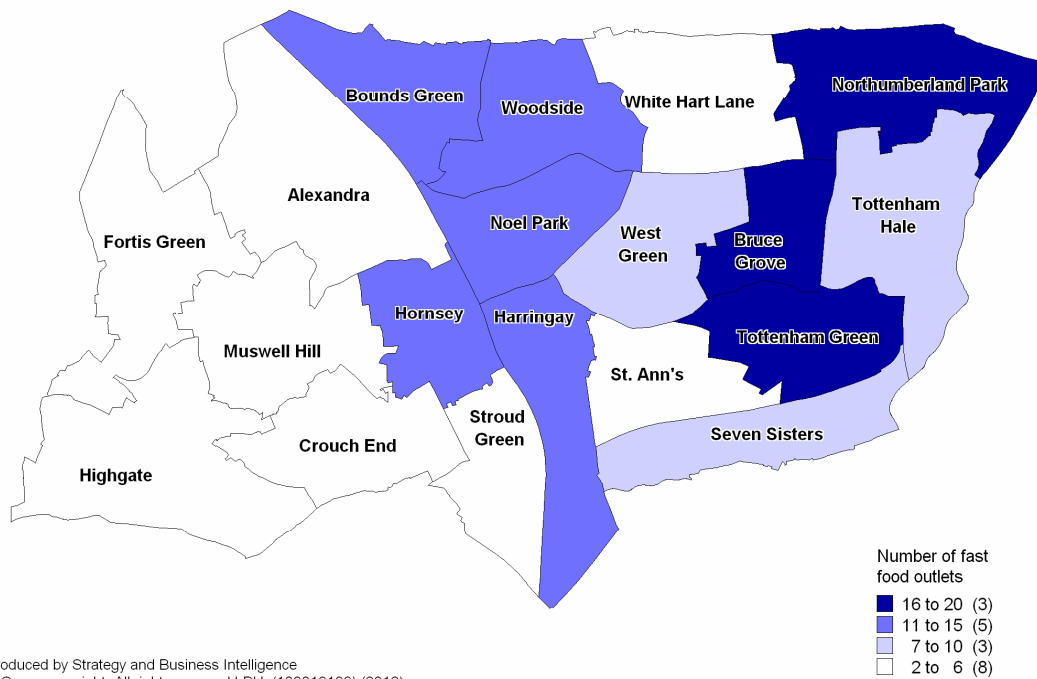 Bounds Green
Woodside
White Hart Lane
Northumberland Park
Alexandra
Noel Park
Tottenham
Hale
Fortis Green
West
Green
Bruce
Grove
Hornsey
Harringay
Tottenham Green
Muswell Hill
St. Ann's
Stroud
Green
Crouch End
Seven Sisters
Highgate
Number of fast
food outlets
16 to 20 (3)
11 to 15 (5)
7 to 10 (3)
2 to 6 (8)
oduced by Strategy and Business Intelligence